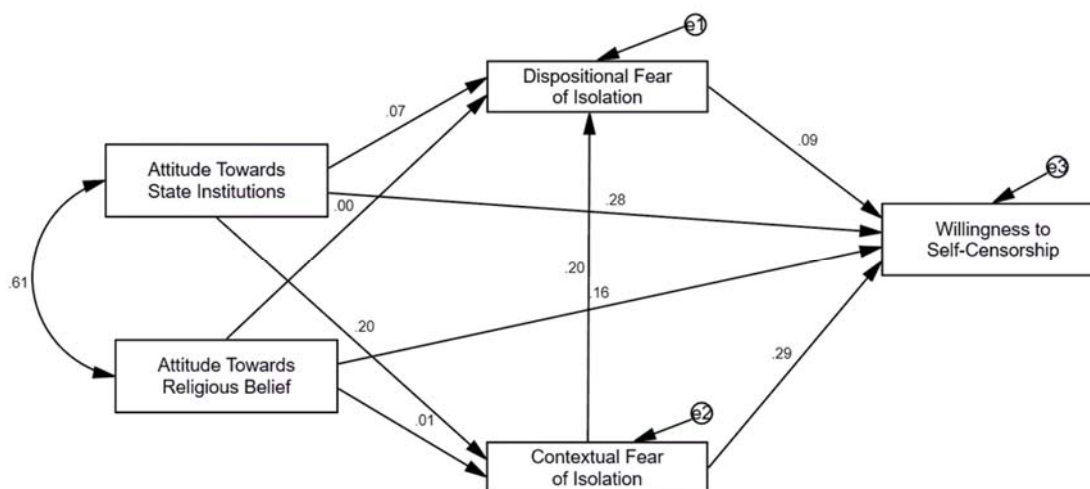 e1
Dispositional Fear
of Isolation
.07
.09
Attitude Towards
State Institutions
e3
.00
.28
Willingness to
Self-Censorship
.61
.20
.16
.20
Attitude Towards
Religious Belief
.29
.01
e2
Contextual Fear
of Isolation